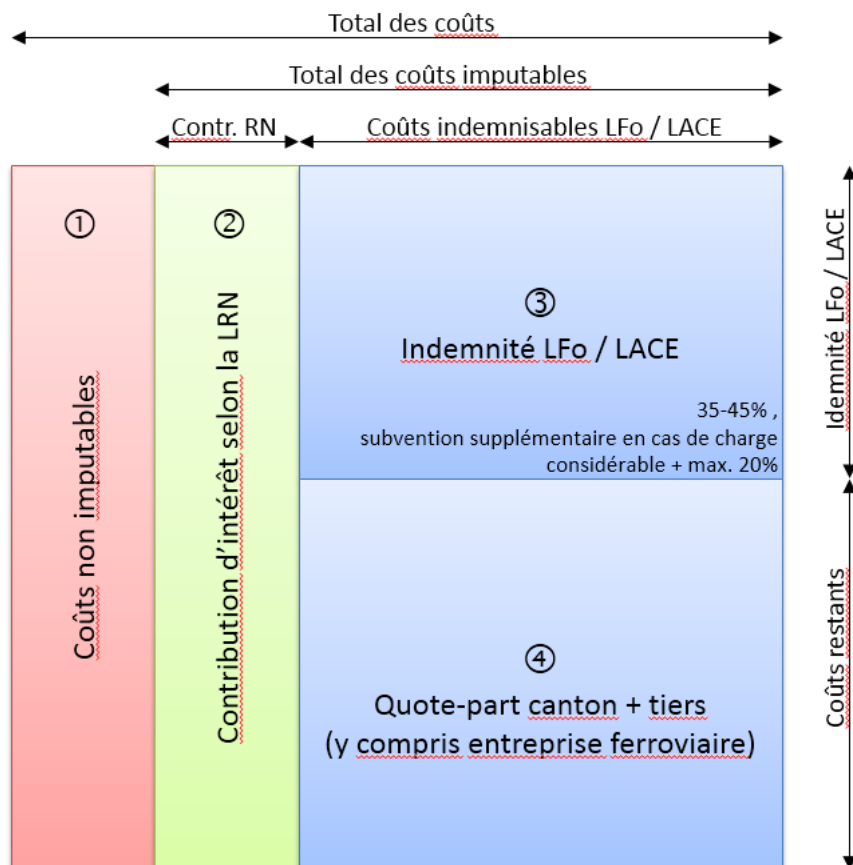 Total des coûts
Total des coûts imputables
Contr. RN
Coûts indemnisables LFo / LACE
①
Coûts non imputables
②
Contribution d’intérêt selon la LRN
③
Indemnité LFo / LACE
35-45% ,
subvention supplémentaire en cas de charge
considérable + max. 20%
④
Quote-part canton + tiers
(y compris entreprise ferroviaire)
Idemnité LFo / LACE
Coûts restants